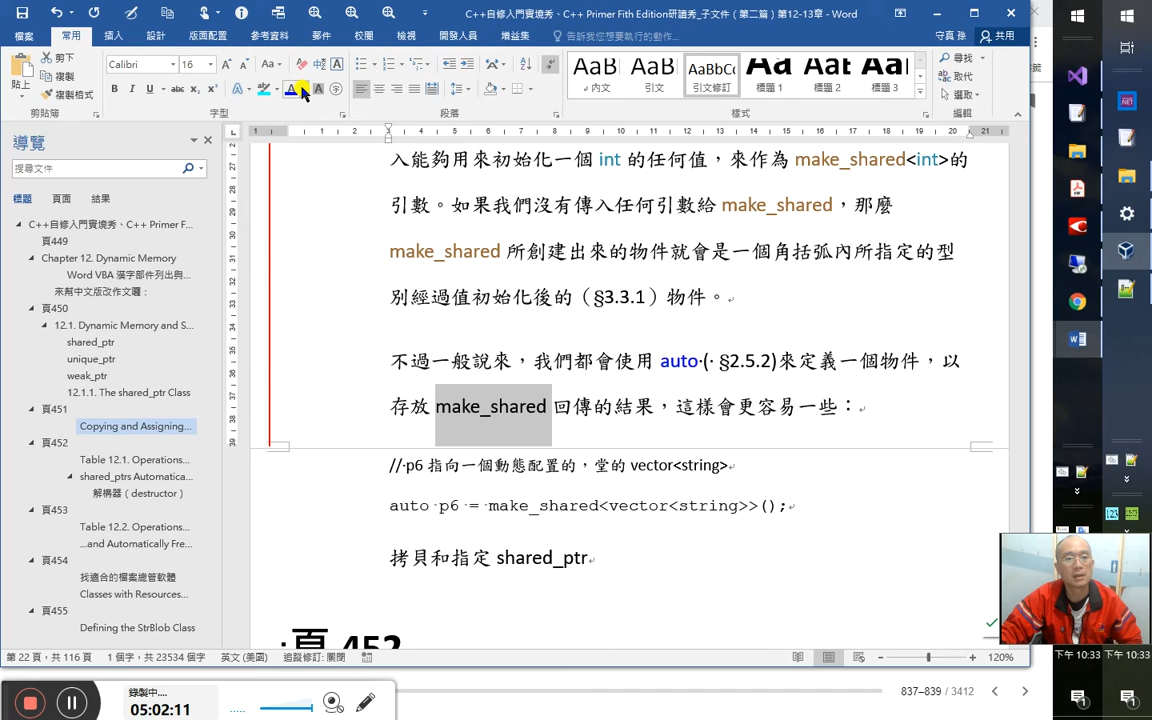 C++自修入門實境秀、C++ Primer Fith Edition研讀秀_子文件（第二篇）第12-13章 - Word
檔案 常用 插入 設計 版面配置 參考資料 郵件 校閱 檢視 開發人員 增益集 告訴我您想要執行的動作... 守真 孫 共用
貼上 剪下 複製 複製格式 剪貼簿
Calibri 16 字型
段落
AaB AaB AaBbCc AaB AaBb AaB
內文 引文 引文修訂 標題 1 標題 2 標題 3
樣式
尋找 取代 選取 編輯
導覽
搜尋文件
標題 頁面 結果
C++自修入門實境秀、C++ Primer F...
頁449
Chapter 12. Dynamic Memory
Word VBA 漢字部件列出與...
來幫中文版改作文囉：
頁450
12.1. Dynamic Memory and S...
shared_ptr
unique_ptr
weak_ptr
12.1.1. The shared_ptr Class
頁451
Copying and Assigning...
頁452
Table 12.1. Operations...
shared_ptrs Automatica...
解構器（destructor）
頁453
Table 12.2. Operations...
...and Automatically Fre...
頁454
找適合的檔案總管軟體
Classes with Resources...
頁455
Defining the StrBlob Class
入能夠用來初始化一個 int 的任何值，來作為 make_shared<int>的
引數。如果我們沒有傳入任何引數給 make_shared，那麼
make_shared 所創建出來的物件就會是一個角括弧內所指定的型
別經過值初始化後的（§3.3.1）物件。
不過一般說來，我們都會使用 auto (· §2.5.2)來定義一個物件，以
存放 make_shared 回傳的結果，這樣會更容易一些：
//·p6 指向一個動態配置的，堂的 vector<string>
auto p6 = make_shared<vector<string>>();
拷貝和指定 shared_ptr
頁 452
第 22 頁，共 116 頁 1 個字，共 23534 個字 英文 (美國) 追蹤修訂: 關閉 120%
錄製中....
05:02:11
837–839 / 3412
下午 10:33 下午 10:33